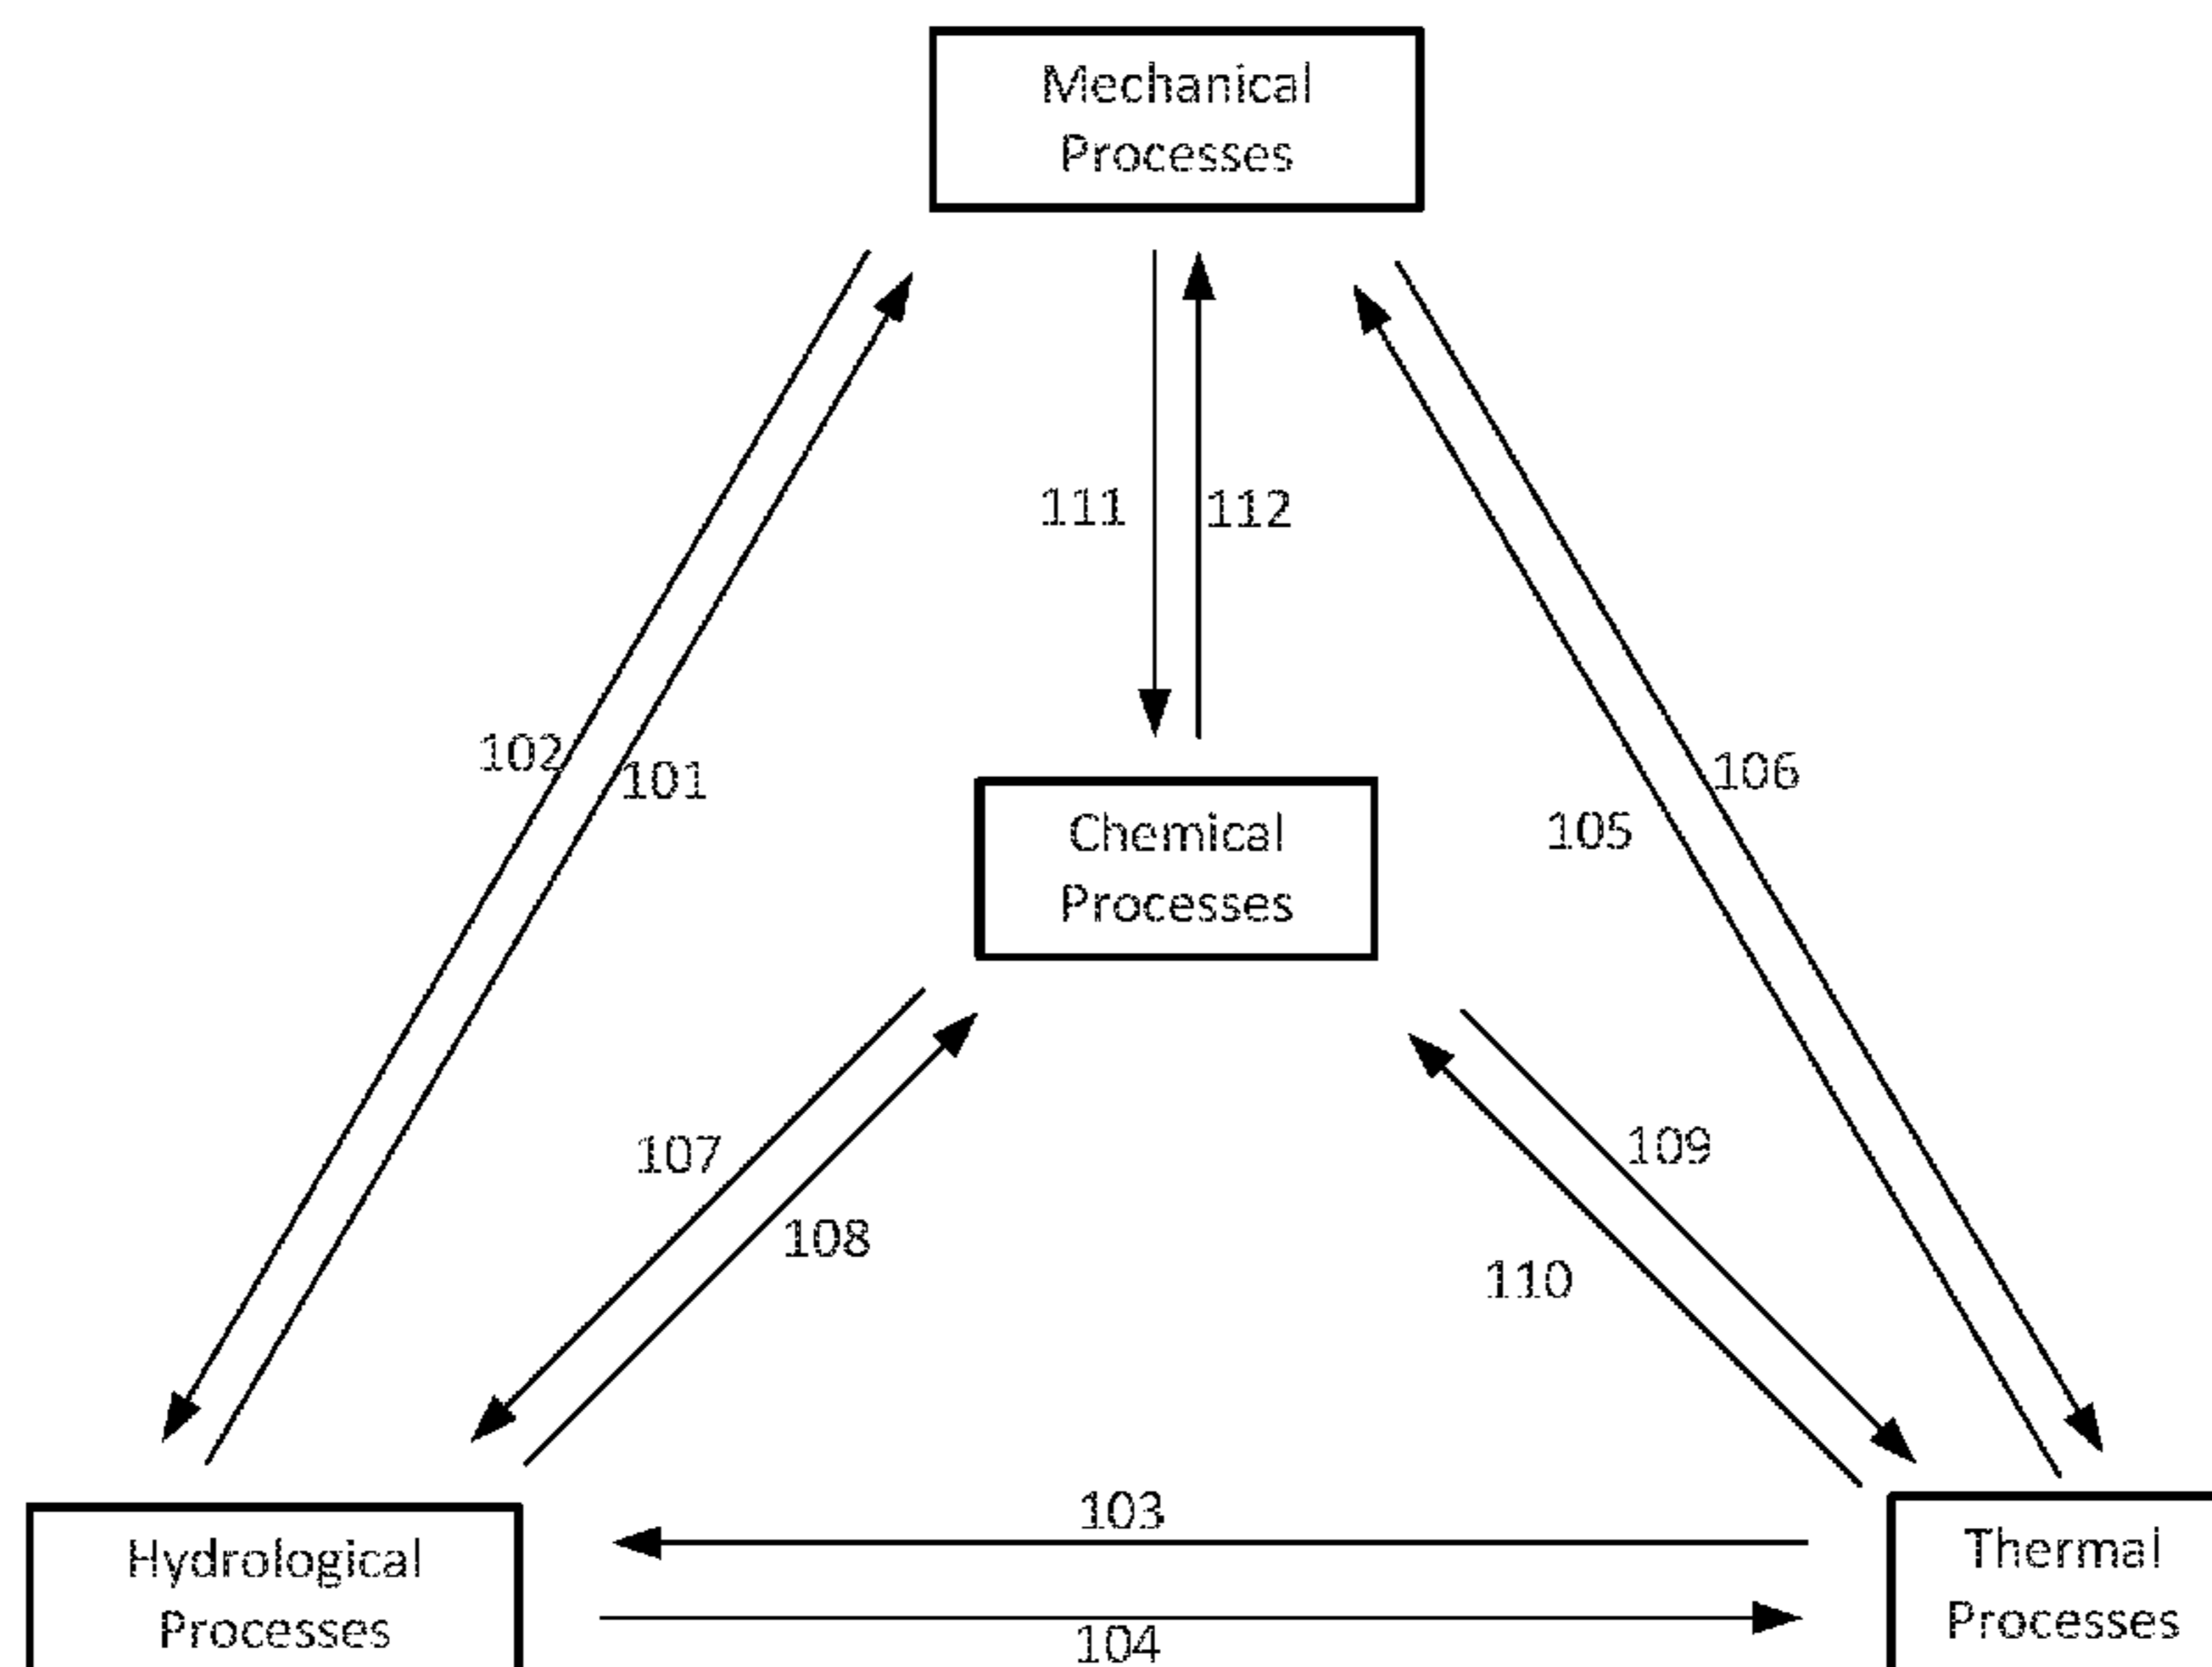 Mechanical
Processes
111
112
102
101
106
105
Chemical
Processes
107
108
109
110
103
104
Hydrological
Processes
Thermal
Processes